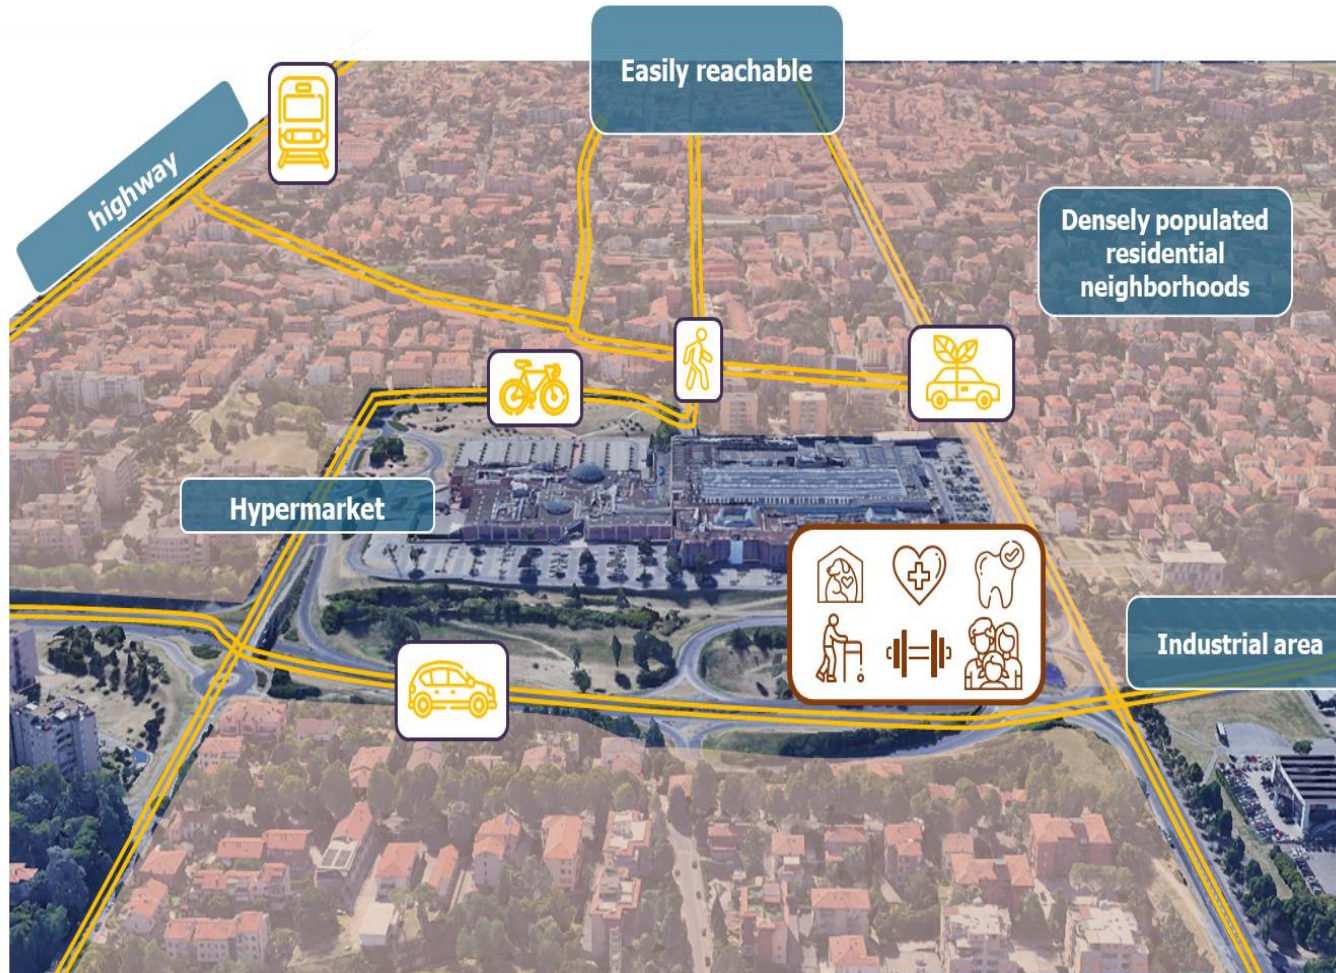 Easily reachable
highway
Densely populated
residential
neighborhoods
Hypermarket
Industrial area